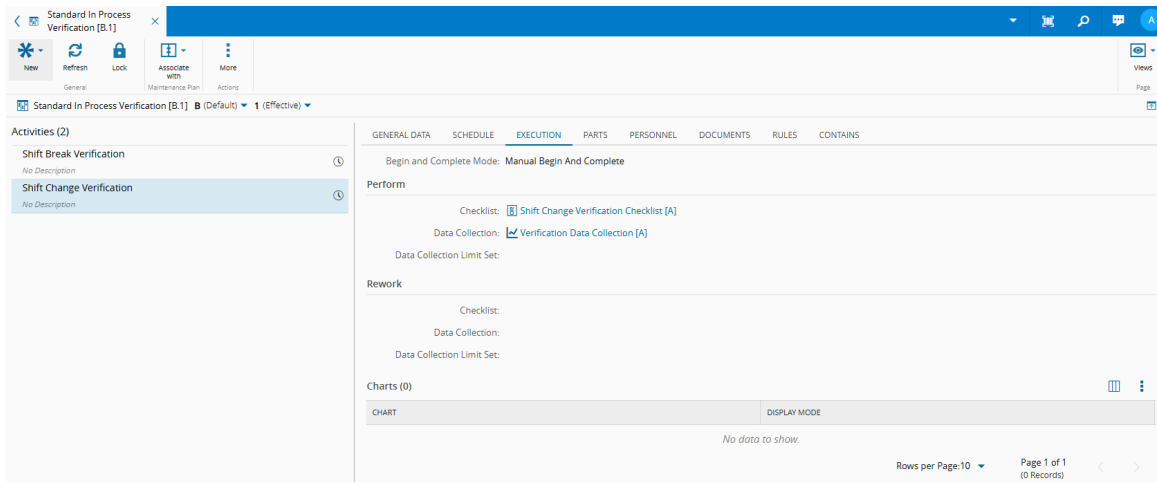 Standard In Process
Verification [B.1]
A
New
Refresh
Lock
Associate
with
More
Views
General
Maintenance Plan
Actions
Page
Standard In Process Verification [B.1] B (Default) 1 (Effective)
Activities (2)
Shift Break Verification
No Description
Shift Change Verification
No Description
GENERAL DATA SCHEDULE EXECUTION PARTS PERSONNEL DOCUMENTS RULES CONTAINS
Begin and Complete Mode: Manual Begin And Complete
Perform
Checklist: Shift Change Verification Checklist [A]
Data Collection: Verification Data Collection [A]
Data Collection Limit Set:
Rework
Checklist:
Data Collection:
Data Collection Limit Set:
Charts (0)
CHART DISPLAY MODE
No data to show.
Rows per Page:10 Page 1 of 1
(0 Records)